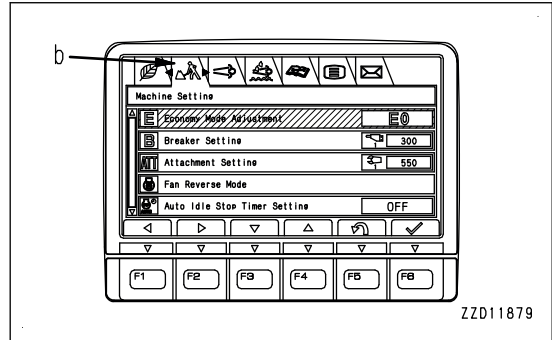 b
Machine Setting
E Economy Mode Adjustment E0
B Breaker Setting 300
ATT Attachment Setting 550
Fan Reverse Mode
Auto Idle Stop Timer Setting OFF
F1 F2 F3 F4 F5 F6
ZZD11879